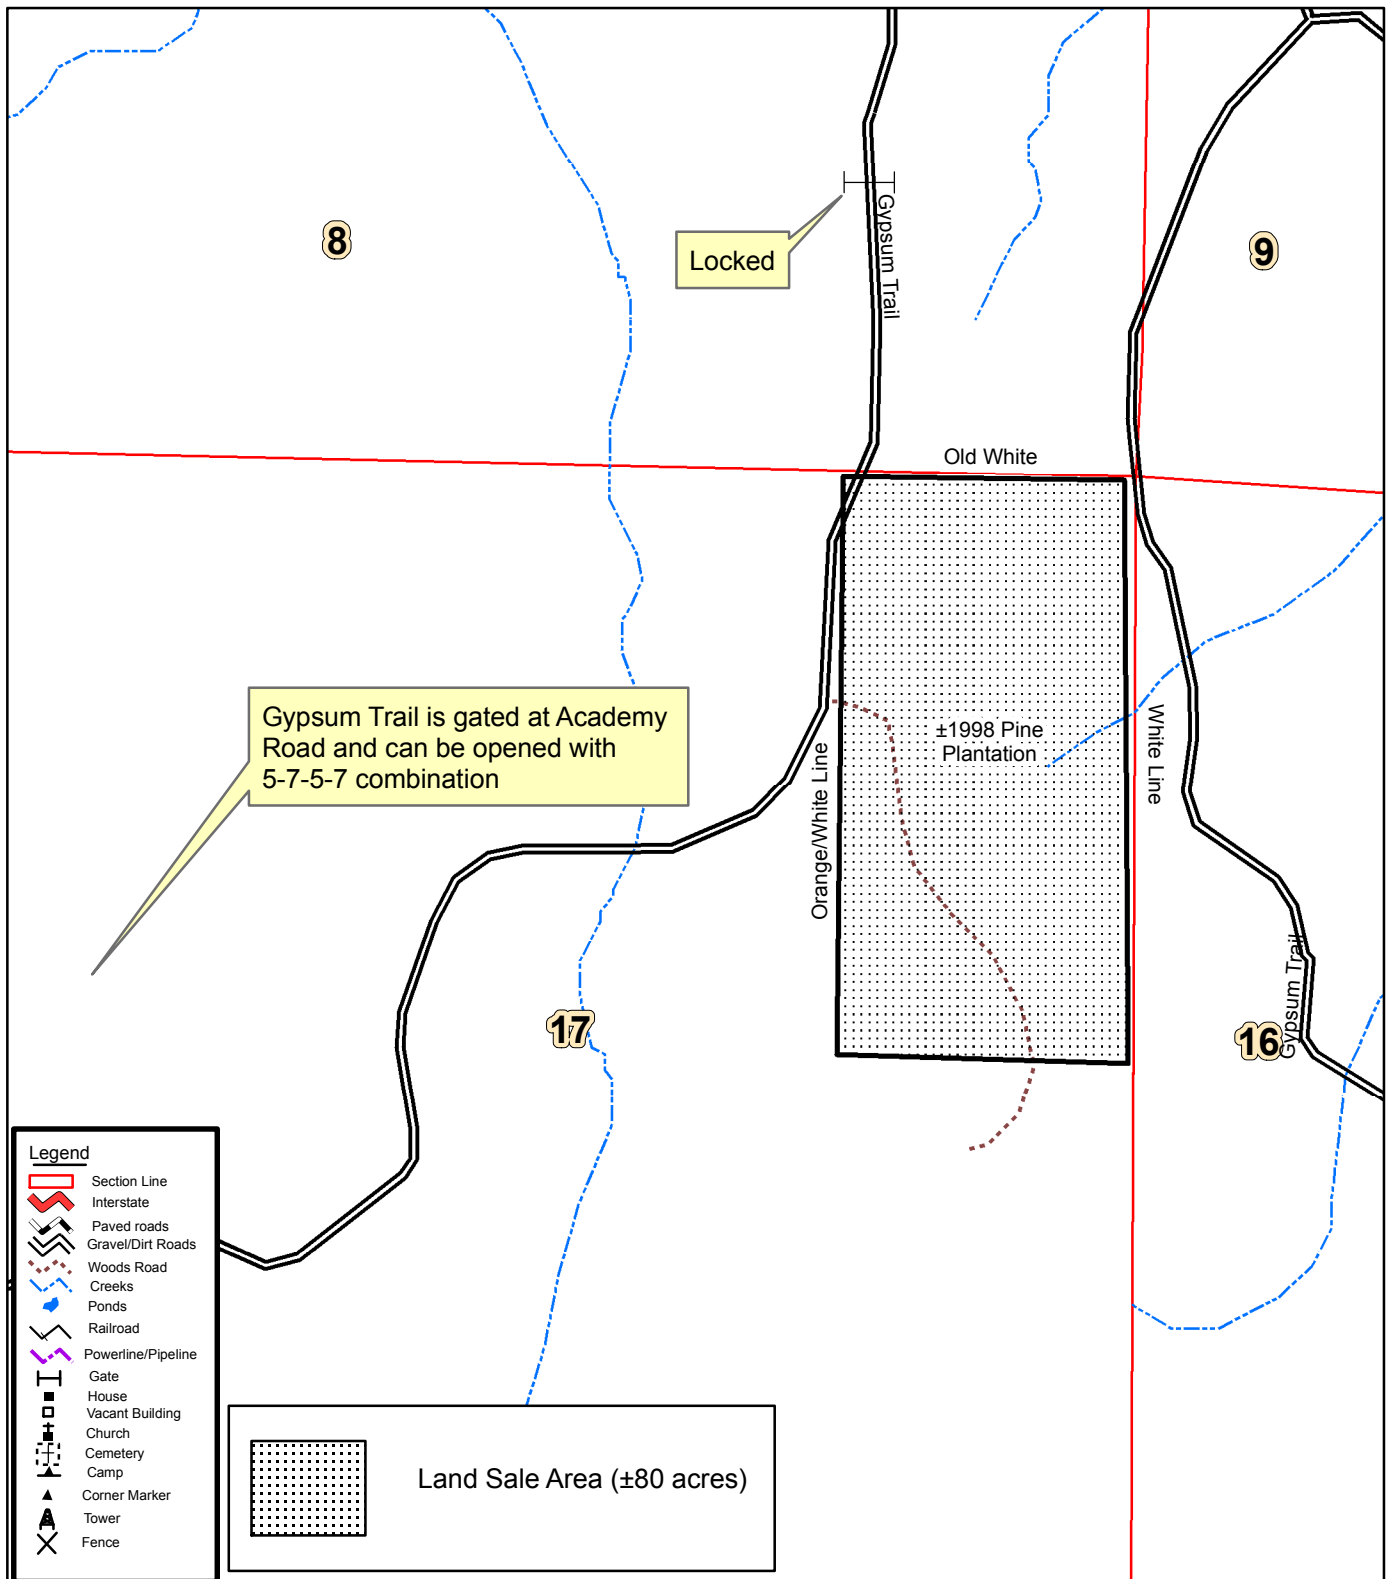 8
9
Locked
Gypsum Trail
Old White
Gypsum Trail is gated at Academy
Road and can be opened with
5-7-5-7 combination
±1998 Pine
Plantation
Orange/White Line
White Line
17
16
Gypsum Trail
Legend
Section Line
Interstate
Paved roads
Gravel/Dirt Roads
Woods Road
Creeks
Ponds
Railroad
Powerline/Pipeline
Gate
House
Vacant Building
Church
Cemetery
Camp
Corner Marker
Tower
Fence
Land Sale Area (±80 acres)